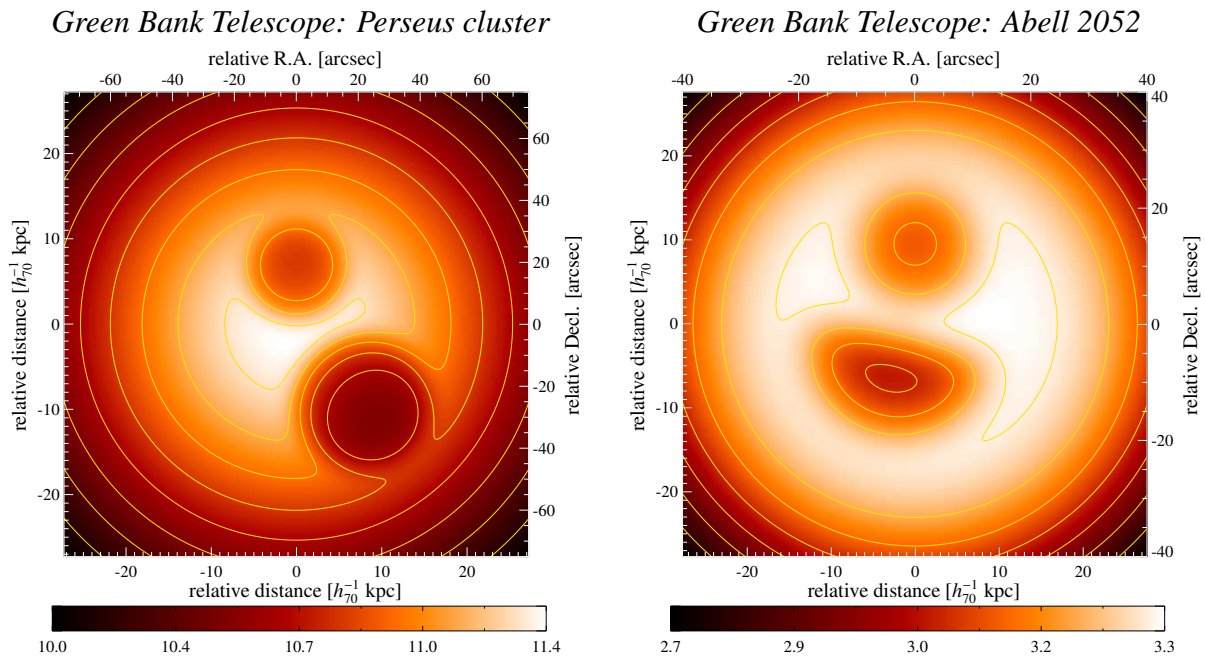 Green Bank Telescope: Perseus cluster
relative R.A. [arcsec]
-60 -40 -20 0 20 40 60
relative distance [h₇₀⁻¹ kpc]
20
10
0
-10
-20
60
40
20
0
-20
-40
-60
relative Decl. [arcsec]
-20 -10 0 10 20
relative distance [h₇₀⁻¹ kpc]
10.0 10.4 10.7 11.0 11.4
Green Bank Telescope: Abell 2052
relative R.A. [arcsec]
-40 -20 0 20 40
relative distance [h₇₀⁻¹ kpc]
20
10
0
-10
-20
40
20
0
-20
-40
relative Decl. [arcsec]
-20 -10 0 10 20
relative distance [h₇₀⁻¹ kpc]
2.7 2.9 3.0 3.2 3.3